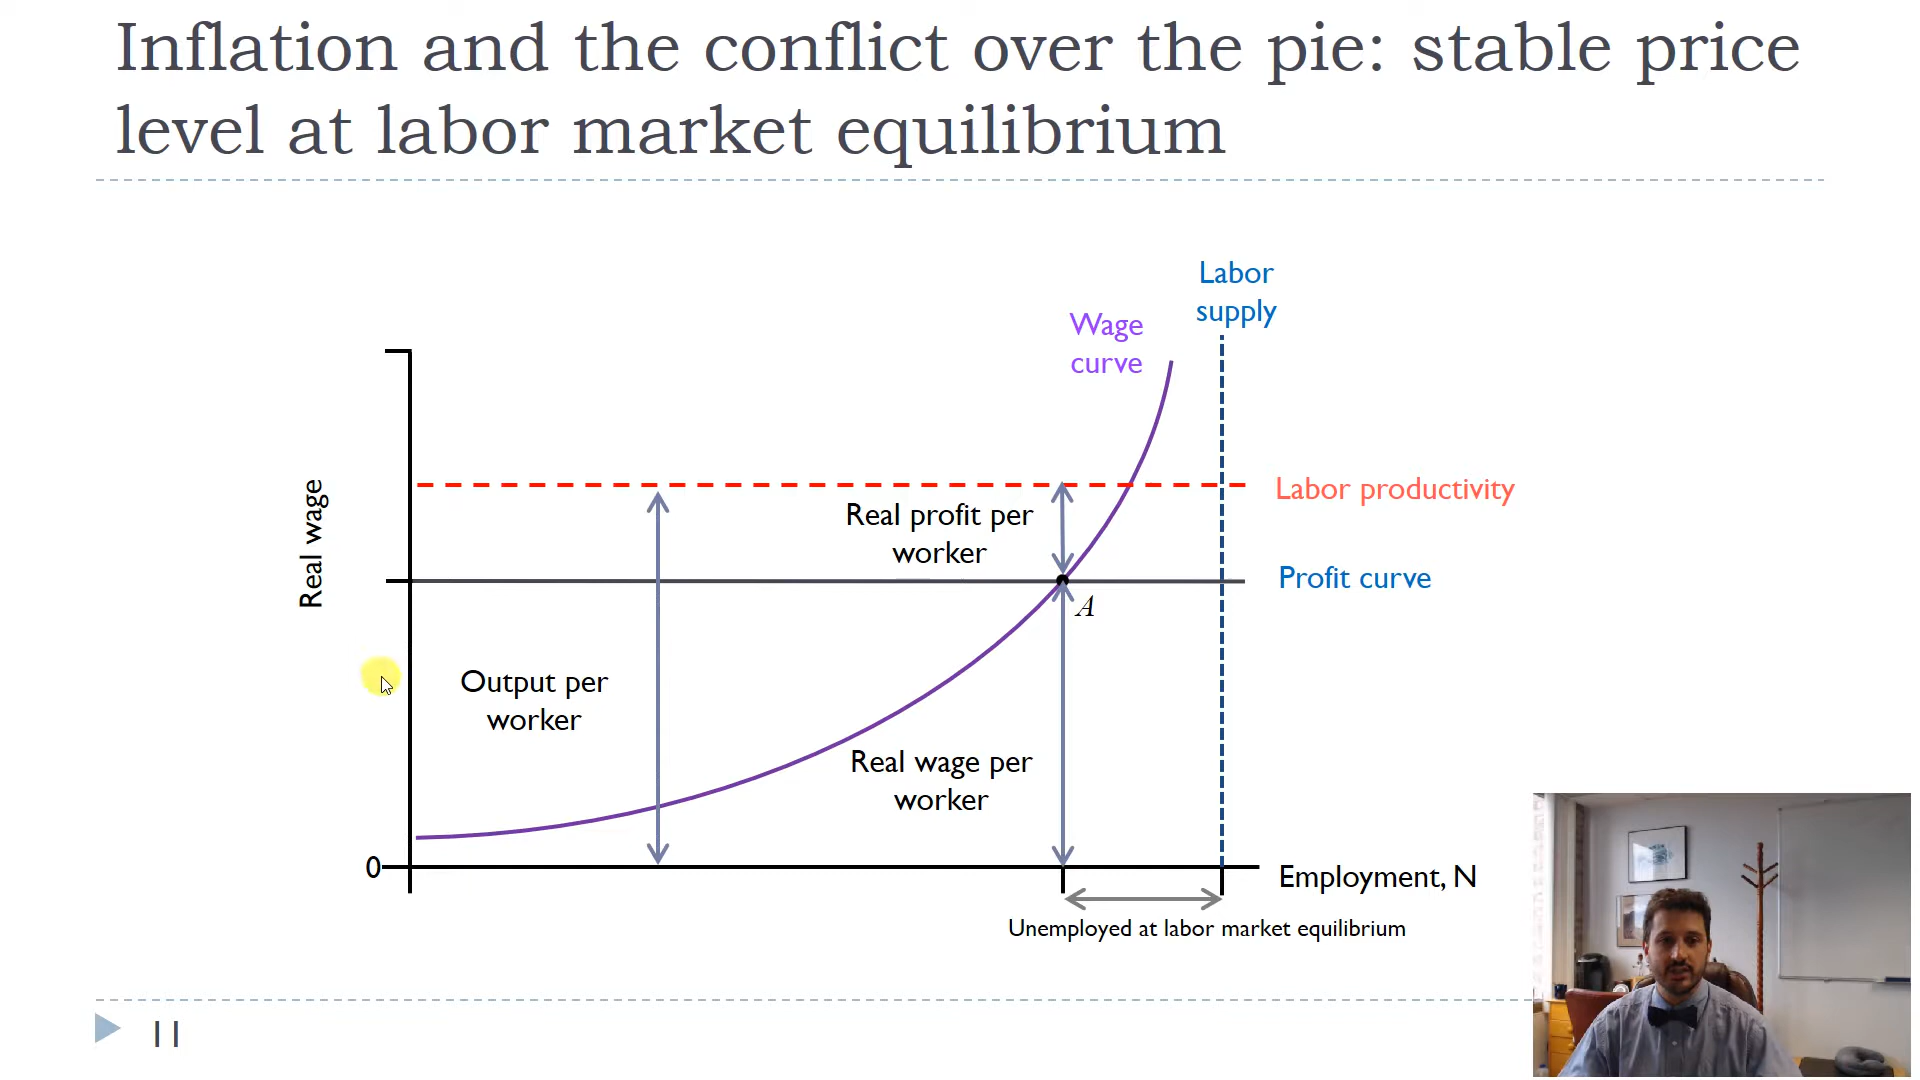 Inflation and the conflict over the pie: stable price
level at labor market equilibrium
Labor
supply
Wage
curve
Real wage
Labor productivity
Real profit per
worker
Profit curve
A
Output per
worker
Real wage per
worker
0
Employment, N
Unemployed at labor market equilibrium
11